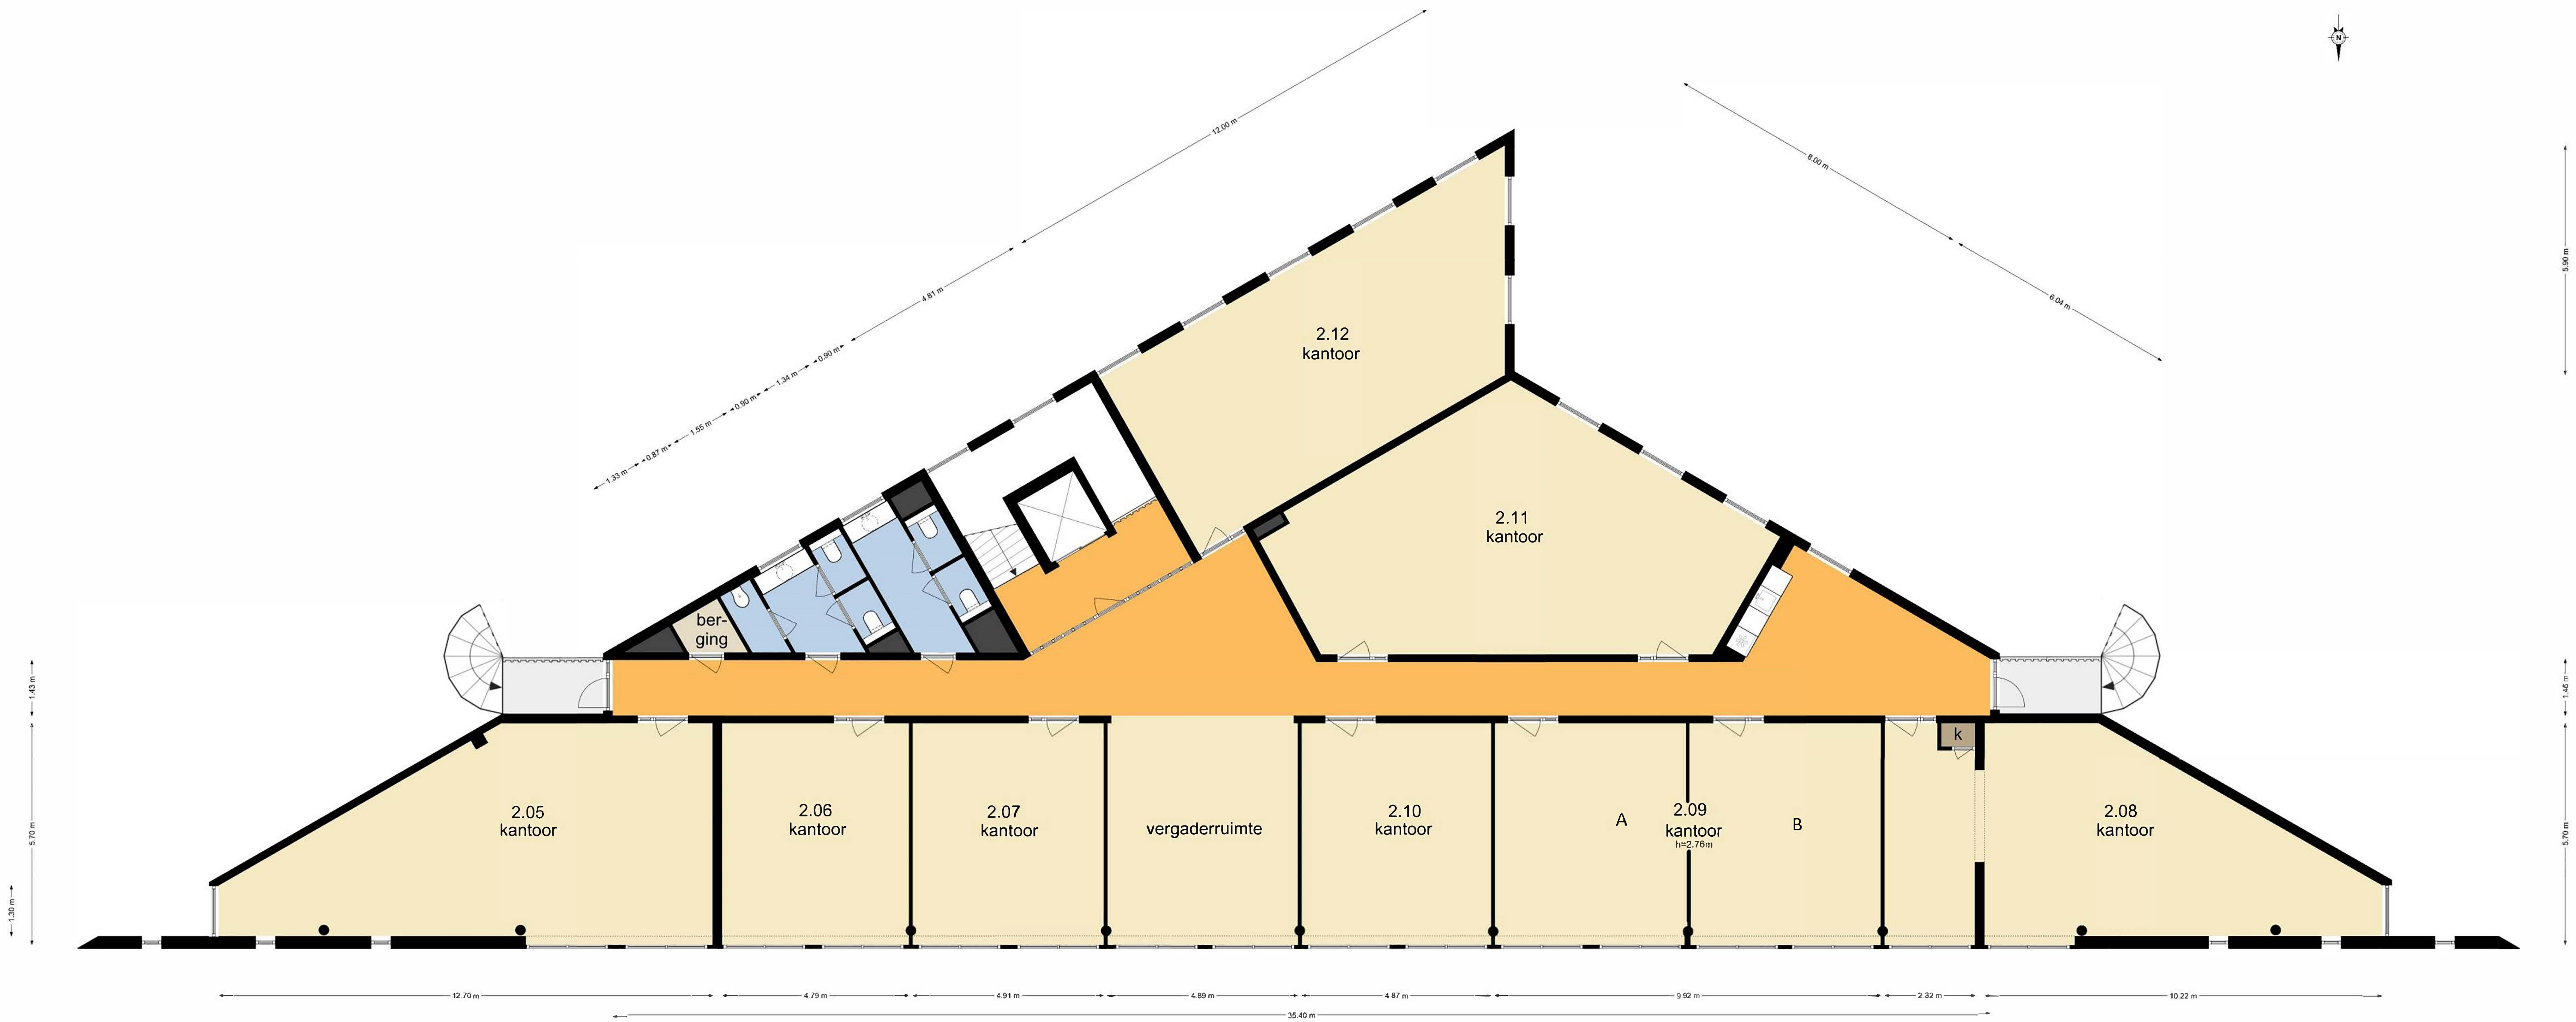 N
12.00 m
8.00 m
5.90 m
4.81 m
6.04 m
0.90 m
1.34 m
0.90 m
1.55 m
0.87 m
1.33 m
2.12
kantoor
2.11
kantoor
ber-
ging
1.43 m
k
2.05
kantoor
2.06
kantoor
2.07
kantoor
vergaderruimte
2.10
kantoor
A
2.09
kantoor
h=2.76m
B
2.08
kantoor
5.70 m
5.70 m
1.30 m
12.70 m
4.79 m
4.91 m
4.89 m
4.87 m
9.92 m
2.32 m
10.22 m
35.40 m